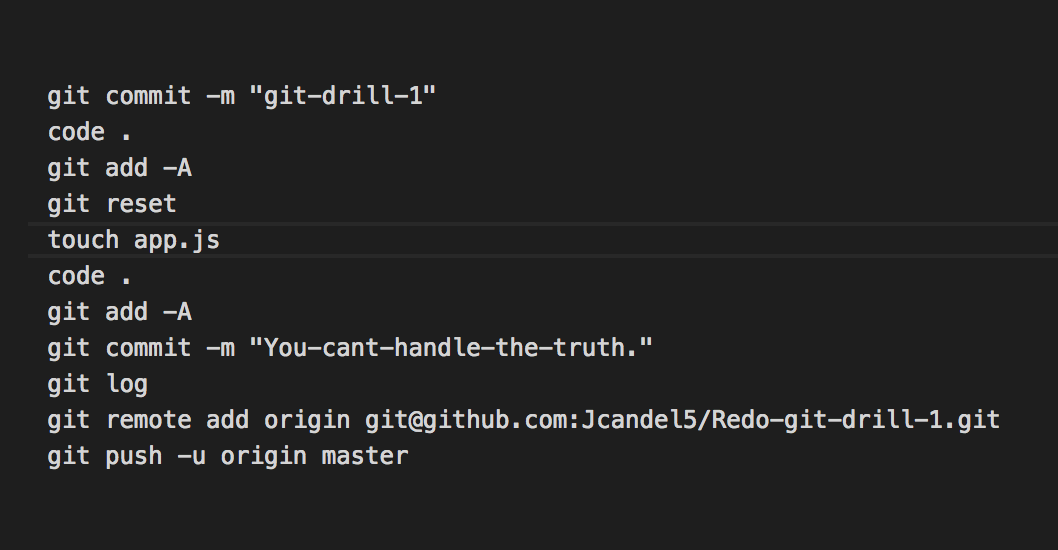 git commit -m "git-drill-1"
code .
git add -A
git reset
touch app.js
code .
git add -A
git commit -m "You-cant-handle-the-truth."
git log
git remote add origin git@github.com:Jcandel5/Redo-git-drill-1.git
git push -u origin master